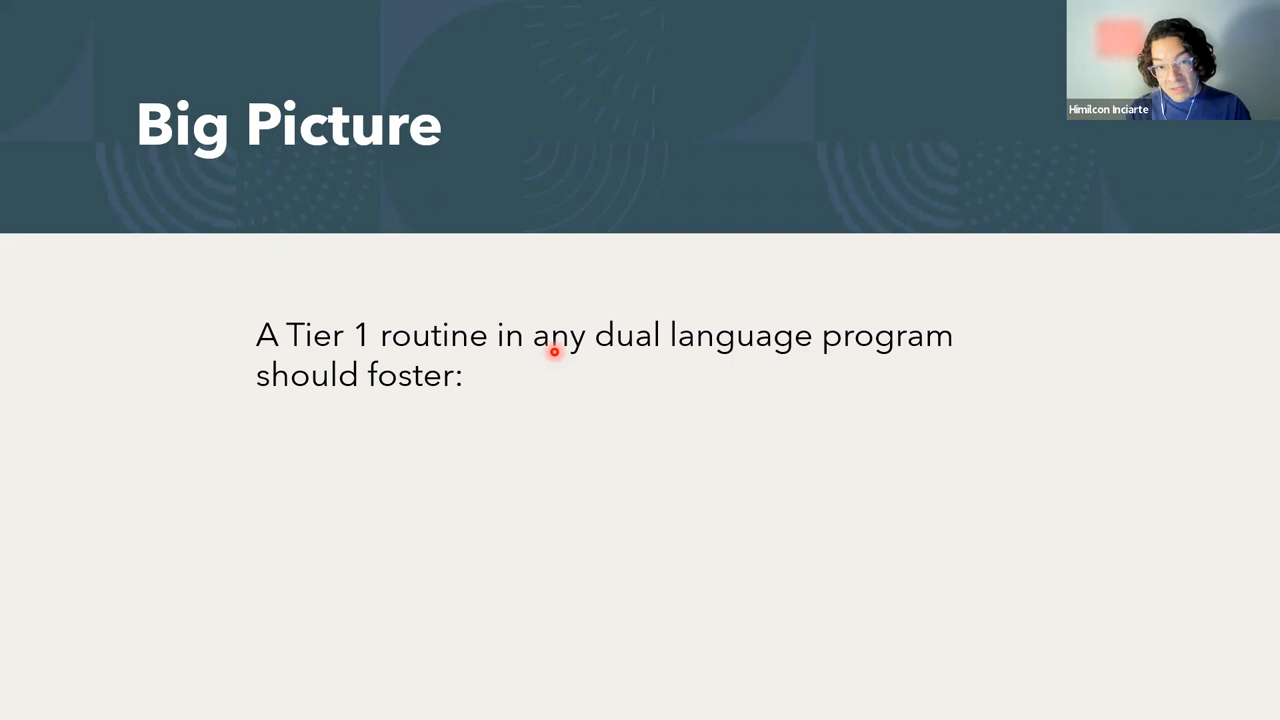 Big Picture
Himilcon Inciarte
A Tier 1 routine in any dual language program
should foster: